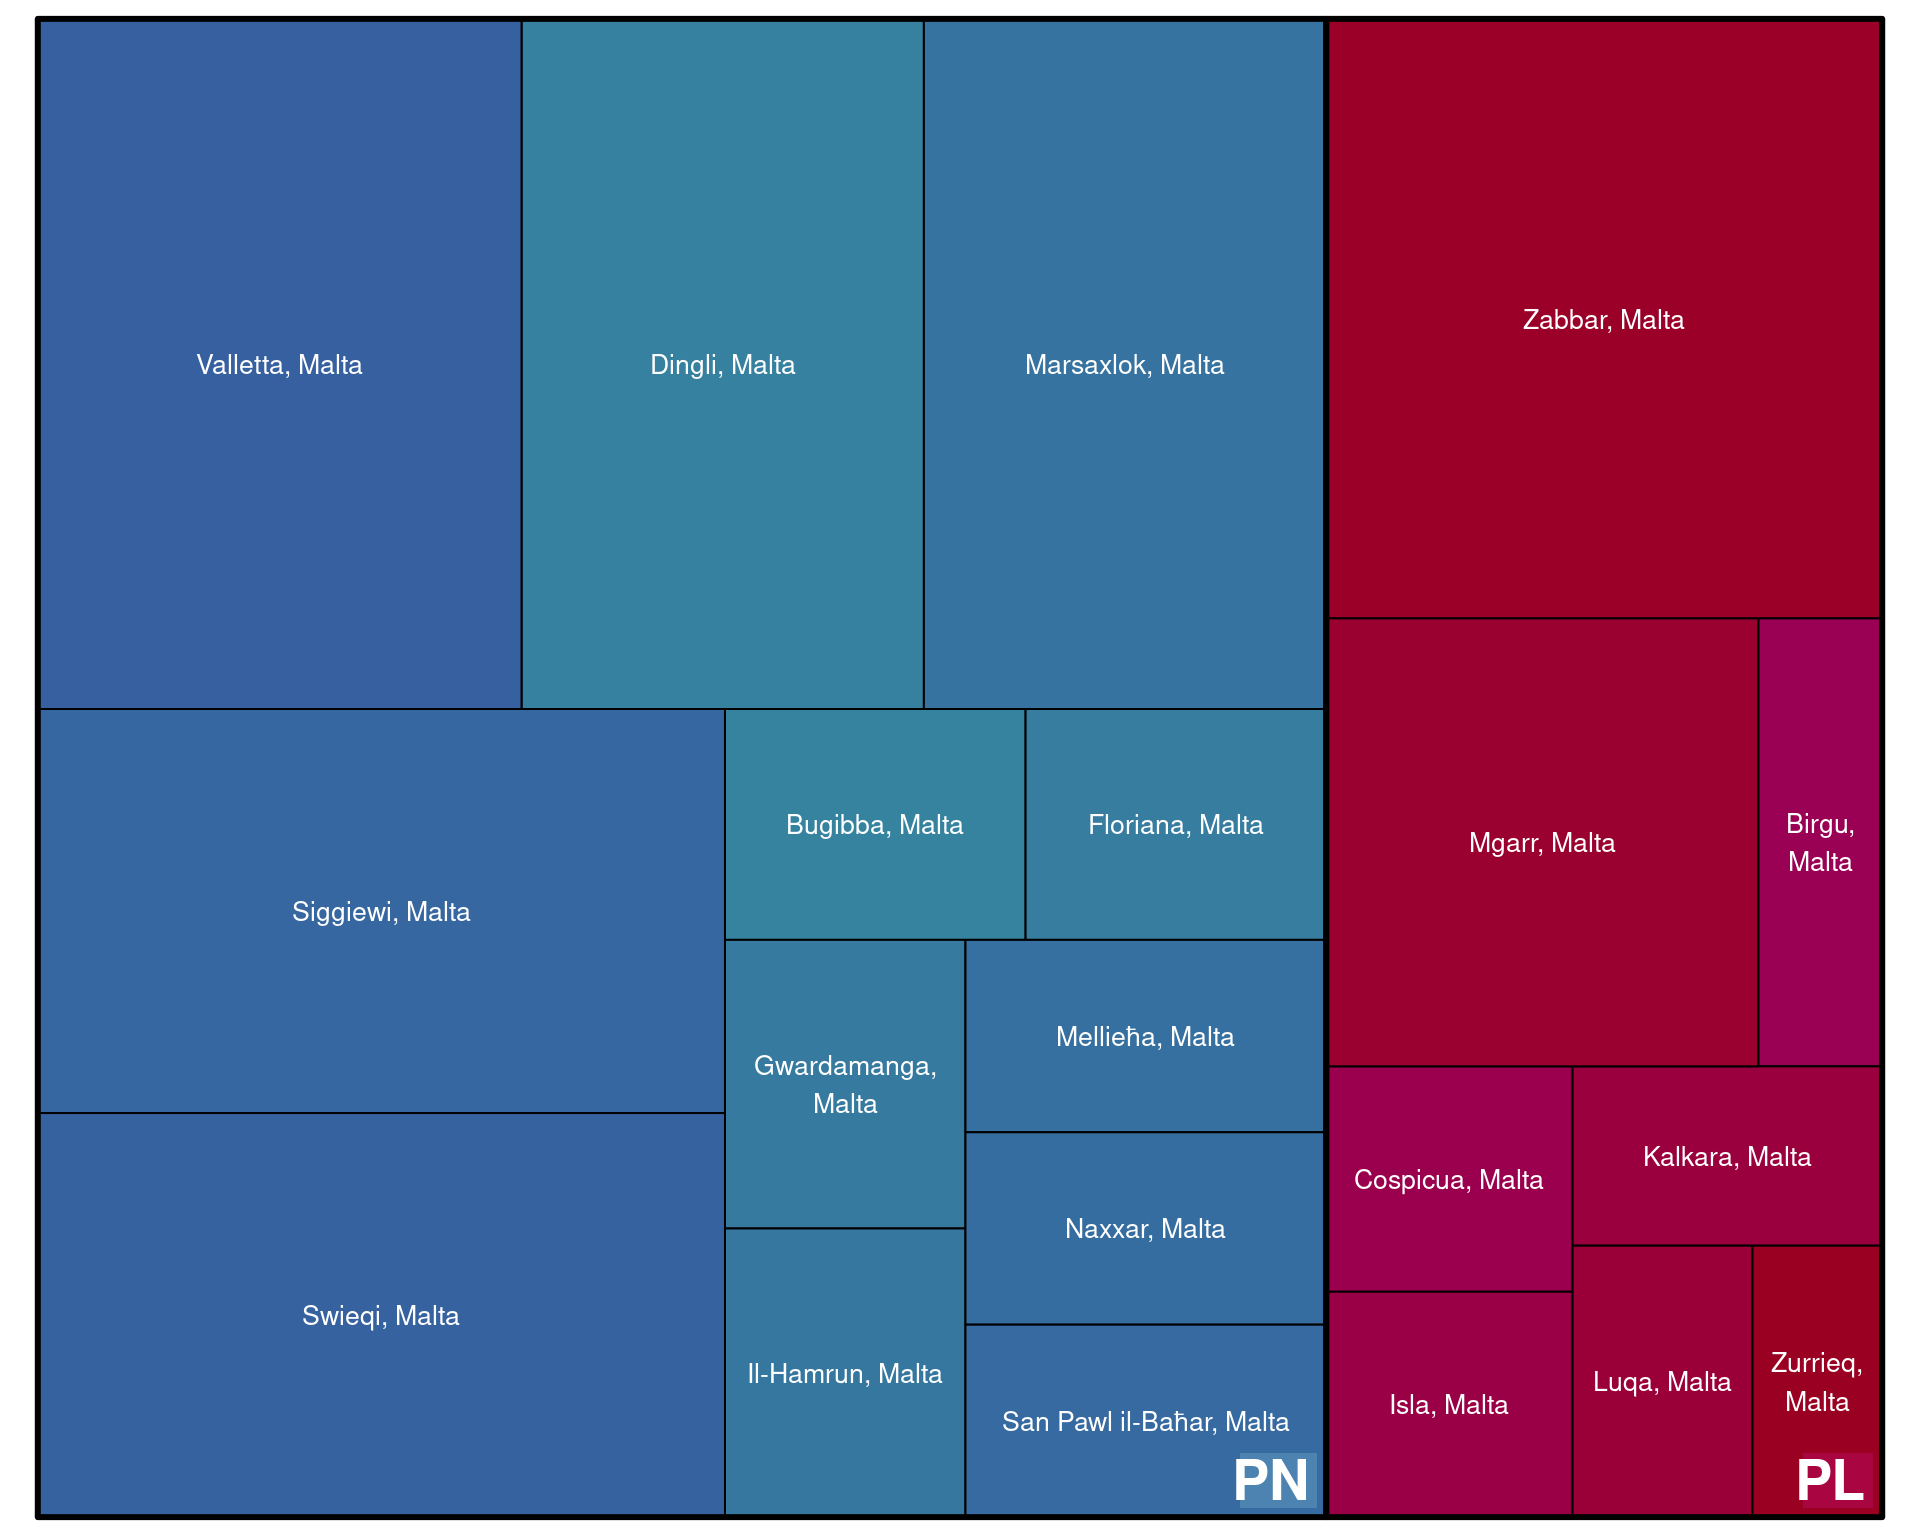 Valletta, Malta
Dingli, Malta
Marsaxlok, Malta
Zabbar, Malta
Siggiewi, Malta
Bugibba, Malta
Floriana, Malta
Mgarr, Malta
Birgu,
Malta
Gwardamanga,
Malta
Mellieħa, Malta
Naxxar, Malta
Cospicua, Malta
Kalkara, Malta
Swieqi, Malta
Il-Hamrun, Malta
San Pawl il-Baħar, Malta
Isla, Malta
Luqa, Malta
Zurrieq,
Malta
PN
PL